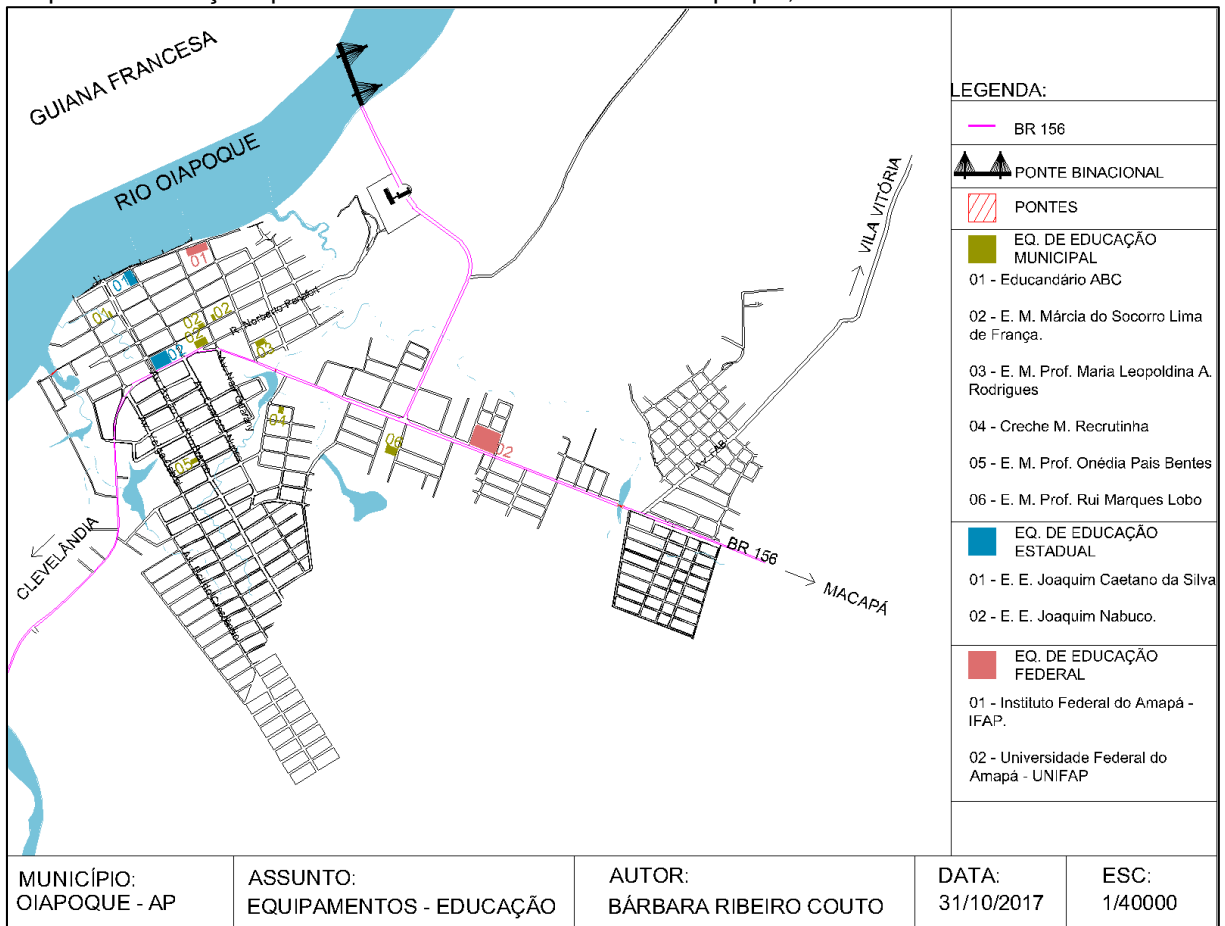 GUIANA FRANCESA
RIO OIAPOQUE
VILA VITÓRIA
01
01
01
02
02
02
R. Norberto Penafort
03
02
04
06
02
05
CLEVELÂNDIA
BR 156
MACAPÁ
LEGENDA:
BR 156
PONTE BINACIONAL
PONTES
EQ. DE EDUCAÇÃO
MUNICIPAL
01 - Educandário ABC
02 - E. M. Márcia do Socorro Lima
de França.
03 - E. M. Prof. Maria Leopoldina A.
Rodrigues
04 - Creche M. Recrutinha
05 - E. M. Prof. Onédia Pais Bentes
06 - E. M. Prof. Rui Marques Lobo
EQ. DE EDUCAÇÃO
ESTADUAL
01 - E. E. Joaquim Caetano da Silva
02 - E. E. Joaquim Nabuco.
EQ. DE EDUCAÇÃO
FEDERAL
01 - Instituto Federal do Amapá -
IFAP.
02 - Universidade Federal do
Amapá - UNIFAP
MUNICÍPIO:
OIAPOQUE - AP
ASSUNTO:
EQUIPAMENTOS - EDUCAÇÃO
AUTOR:
BÁRBARA RIBEIRO COUTO
DATA:
31/10/2017
ESC:
1/40000